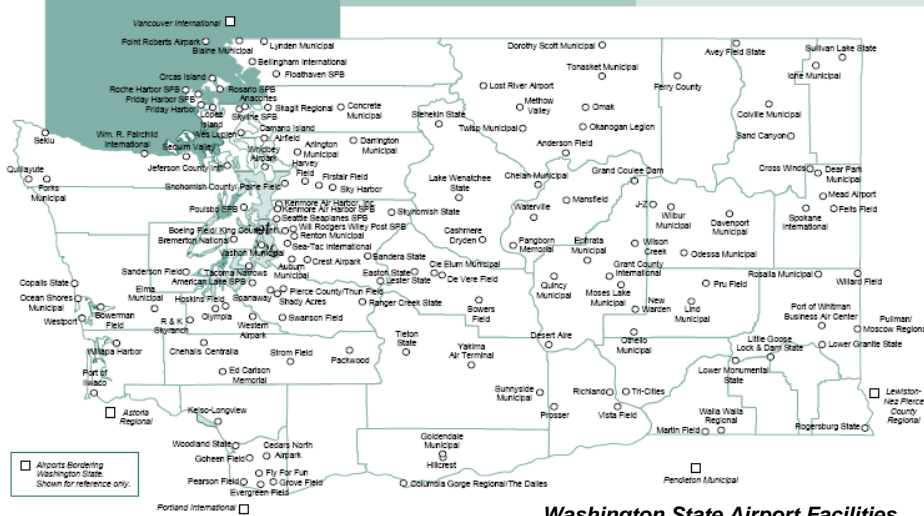 Vancouver International
Point Roberts Airpark
Blaine Municipal
Lynden Municipal
Bellingham International
Floathaven SPB
Orcas Island
Roche Harbor SPB
Rosario SPB
Friday Harbor SPB
Anacortes
Friday Harbor
Lopez
Island
Skyline SPB
Skagit Regional
Concrete
Municipal
Wes Lupien
Camano Island
Airfield
Sekiu
Wm. R. Fairchild
International
Sequim Valley
Whidbey
Airpark
Arlington
Municipal
Darrington
Municipal
Jefferson County Intl
Harvey
Field
Firstair Field
Sky Harbor
Quillayute
Forks
Municipal
Snohomish County/ Paine Field
Poulsbo SPB
Kenmore Air Harbor, Inc
Kenmore Air Harbor SPB
Seattle Seaplanes SPB
Skyhomish State
Will Rodgers Wiley Post SPB
Boeing Field/ King County Intl
Renton Municipal
Bremerton National
Sea-Tac International
Vashon Municipal
Auburn
Municipal
Crest Airpark
Bandera State
Sanderson Field
Tacoma Narrows
American Lake SPB
Easton State
Lester State
Cle Elum Municipal
De Vere Field
Copalis State
Ocean Shores
Municipal
Elma
Municipal
Hoskins Field
Spanaway
Pierce County/Thun Field
Shady Acres
Ranger Creek State
Westport
Bowerman
Field
R & K
Skyranch
Olympia
Western
Airpark
Swanson Field
Bowers
Field
Willapa Harbor
Chehalis Centralia
Strom Field
Packwood
Tieton
State
Yakima
Air Terminal
Port of
Ilwaco
Ed Carlson
Memorial
Astoria
Regional
Kelso-Longview
Woodland State
Cedars North
Airpark
Goheen Field
Fly For Fun
Pearson Field
Grove Field
Evergreen Field
Portland International
Goldendale
Municipal
Hillcrest
Columbia Gorge Regional/The Dalles
Dorothy Scott Municipal
Avey Field State
Sullivan Lake State
Tonasket Municipal
Ione Municipal
Lost River Airport
Ferry County
Methow
Valley
Omak
Colville Municipal
Stehekin State
Twisp Municipal
Okanogan Legion
Sand Canyon
Anderson Field
Lake Wenatchee
State
Chelan Municipal
Grand Coulee Dam
Cross Winds
Dear Park
Municipal
Mead Airport
Felts Field
Waterville
Mansfield
J-Z
Wilbur
Municipal
Davenport
Municipal
Spokane
International
Cashmere
Dryden
Pangborn
Memorial
Ephrata
Municipal
Wilson
Creek
Odessa Municipal
Grant County
International
Quincy
Municipal
Moses Lake
Municipal
New
Warden
Lind
Municipal
Pru Field
Rosalia Municipal
Willard Field
Port of Whitman
Business Air Center
Pullman/
Moscow Regional
Desert Aire
Othello
Municipal
Little Goose
Lock & Dam State
Lower Granite State
Lower Monumental
State
Sunnyside
Municipal
Richland
Tri-Cities
Prosser
Vista Field
Walla Walla
Regional
Martin Field
Rogersburg State
Lewiston-
Nez Pierce
County
Regional
Pendleton Municipal
Airports Bordering
Washington State.
Shown for reference only.
Washington State Airport Facilities